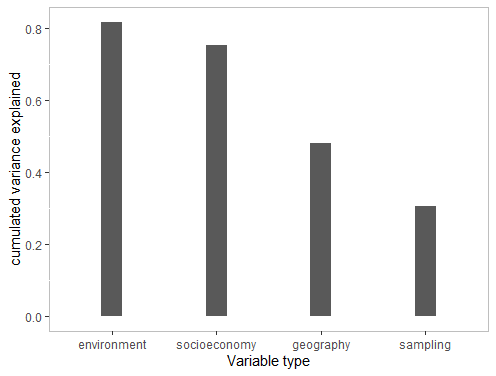 cumulated variance explained
0.8
0.6
0.4
0.2
0.0
environment socioeconomy geography sampling
Variable type